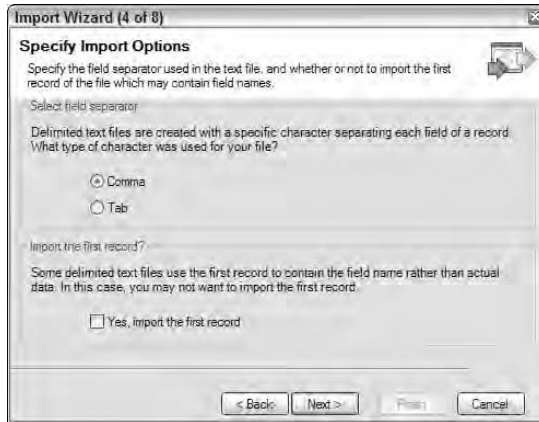 Import Wizard (4 of 8)
Specify Import Options
Specify the field separator used in the text file, and whether or not to import the first
record of the file which may contain field names.
Select field separator
Delimited text files are created with a specific character separating each field of a record.
What type of character was used for your file?
Comma
Tab
Import the first record?
Some delimited text files use the first record to contain the field name rather than actual
data. In this case, you may not want to import the first record.
Yes, import the first record
< Back
Next >
Finish
Cancel